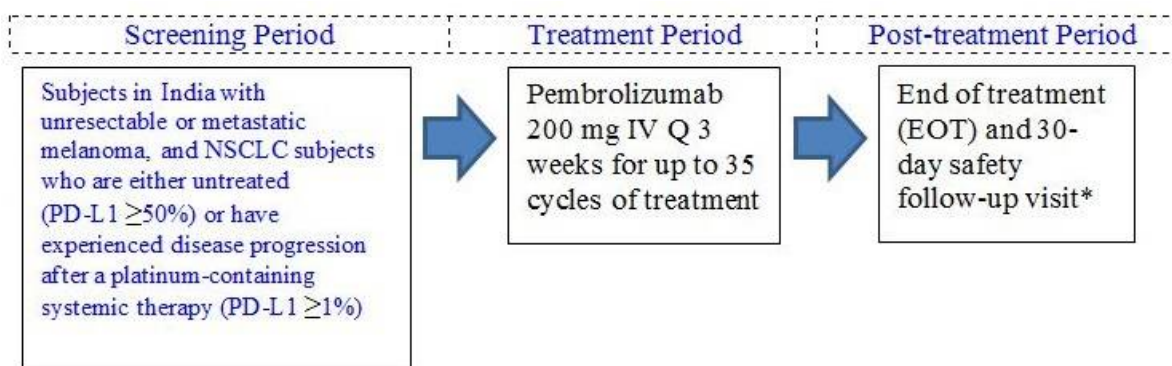 Screening Period
Treatment Period
Post-treatment Period
Subjects in India with
unresectable or metastatic
melanoma, and NSCLC subjects
who are either untreated
(PD-L1 ≥50%) or have
experienced disease progression
after a platinum-containing
systemic therapy (PD-L1 ≥1%)
Pembrolizumab
200 mg IV Q 3
weeks for up to 35
cycles of treatment
End of treatment
(EOT) and 30-
day safety
follow-up visit*